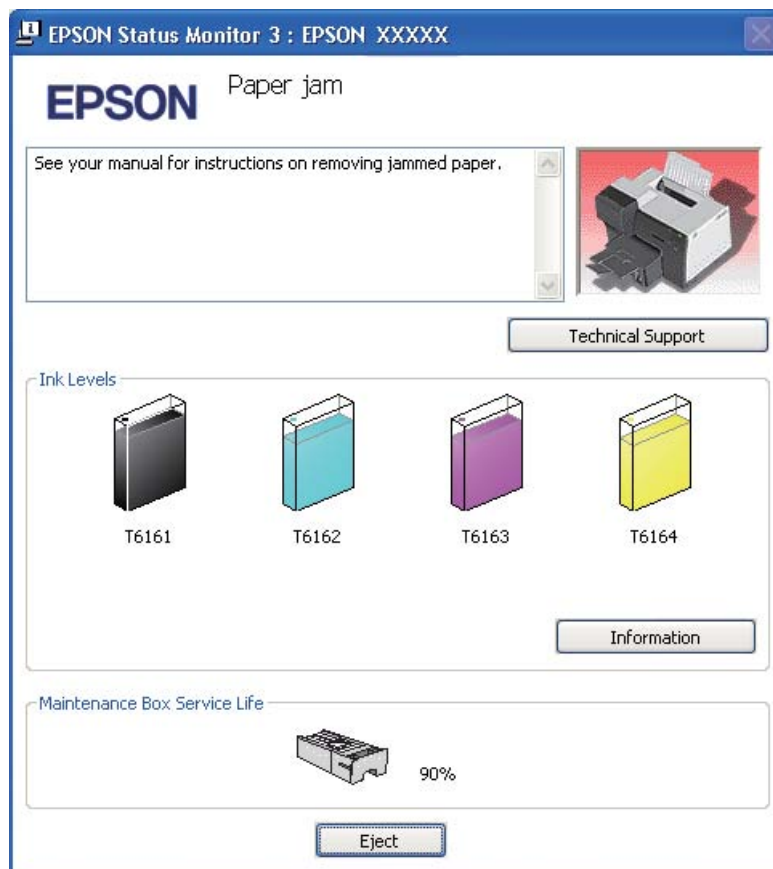 EPSON Status Monitor 3 : EPSON XXXXX
EPSON
Paper jam
See your manual for instructions on removing jammed paper.
Technical Support
Ink Levels
T6161
T6162
T6163
T6164
Information
Maintenance Box Service Life
90%
Eject